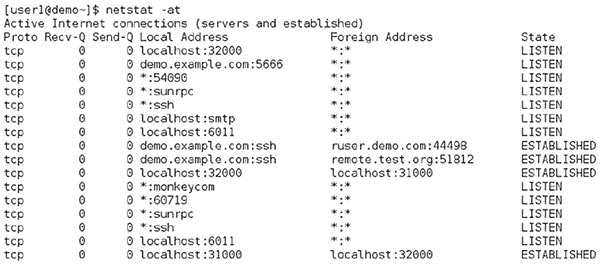 [user1@demo~]$ netstat -at
Active Internet connections (servers and established)
Proto Recv-Q Send-Q Local Address               Foreign Address             State
tcp        0      0 localhost:32000             *:*                         LISTEN
tcp        0      0 demo.example.com:5666       *:*                         LISTEN
tcp        0      0 *:54090                     *:*                         LISTEN
tcp        0      0 *:sunrpc                    *:*                         LISTEN
tcp        0      0 *:ssh                       *:*                         LISTEN
tcp        0      0 localhost:smtp              *:*                         LISTEN
tcp        0      0 localhost:6011              *:*                         LISTEN
tcp        0      0 demo.example.com:ssh        ruser.demo.com:44498        ESTABLISHED
tcp        0      0 demo.example.com:ssh        remote.test.org:51812       ESTABLISHED
tcp        0      0 localhost:32000             localhost:31000             ESTABLISHED
tcp        0      0 *:monkeycom                 *:*                         LISTEN
tcp        0      0 *:60719                     *:*                         LISTEN
tcp        0      0 *:sunrpc                    *:*                         LISTEN
tcp        0      0 *:ssh                       *:*                         LISTEN
tcp        0      0 localhost:6011              *:*                         LISTEN
tcp        0      0 localhost:31000             localhost:32000             ESTABLISHED